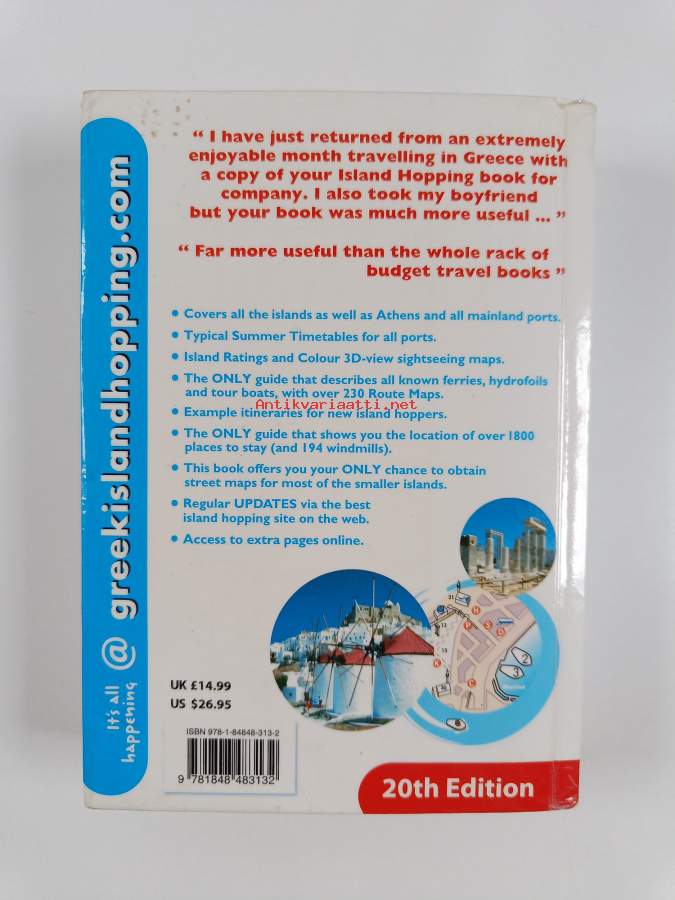 “ I have just returned from an extremely
enjoyable month travelling in Greece with
a copy of your Island Hopping book for
company. I also took my boyfriend
but your book was much more useful ... ”
“ Far more useful than the whole rack of
budget travel books ”
• Covers all the islands as well as Athens and all mainland ports.
• Typical Summer Timetables for all ports.
• Island Ratings and Colour 3D-view sightseeing maps.
• The ONLY guide that describes all known ferries, hydrofoils
and tour boats, with over 230 Route Maps.
Antikvariaatti.net
• Example itineraries for new island hoppers.
• The ONLY guide that shows you the location of over 1800
places to stay (and 194 windmills).
• This book offers you your ONLY chance to obtain
street maps for most of the smaller islands.
• Regular UPDATES via the best
island hopping site on the web.
• Access to extra pages online.
It's all
happening
@ greekislandhopping.com
31
H
13
P
S
D
10
K
2
3
C
8
UK £14.99
US $26.95
ISBN 978-1-84848-313-2
9 781848 483132
20th Edition